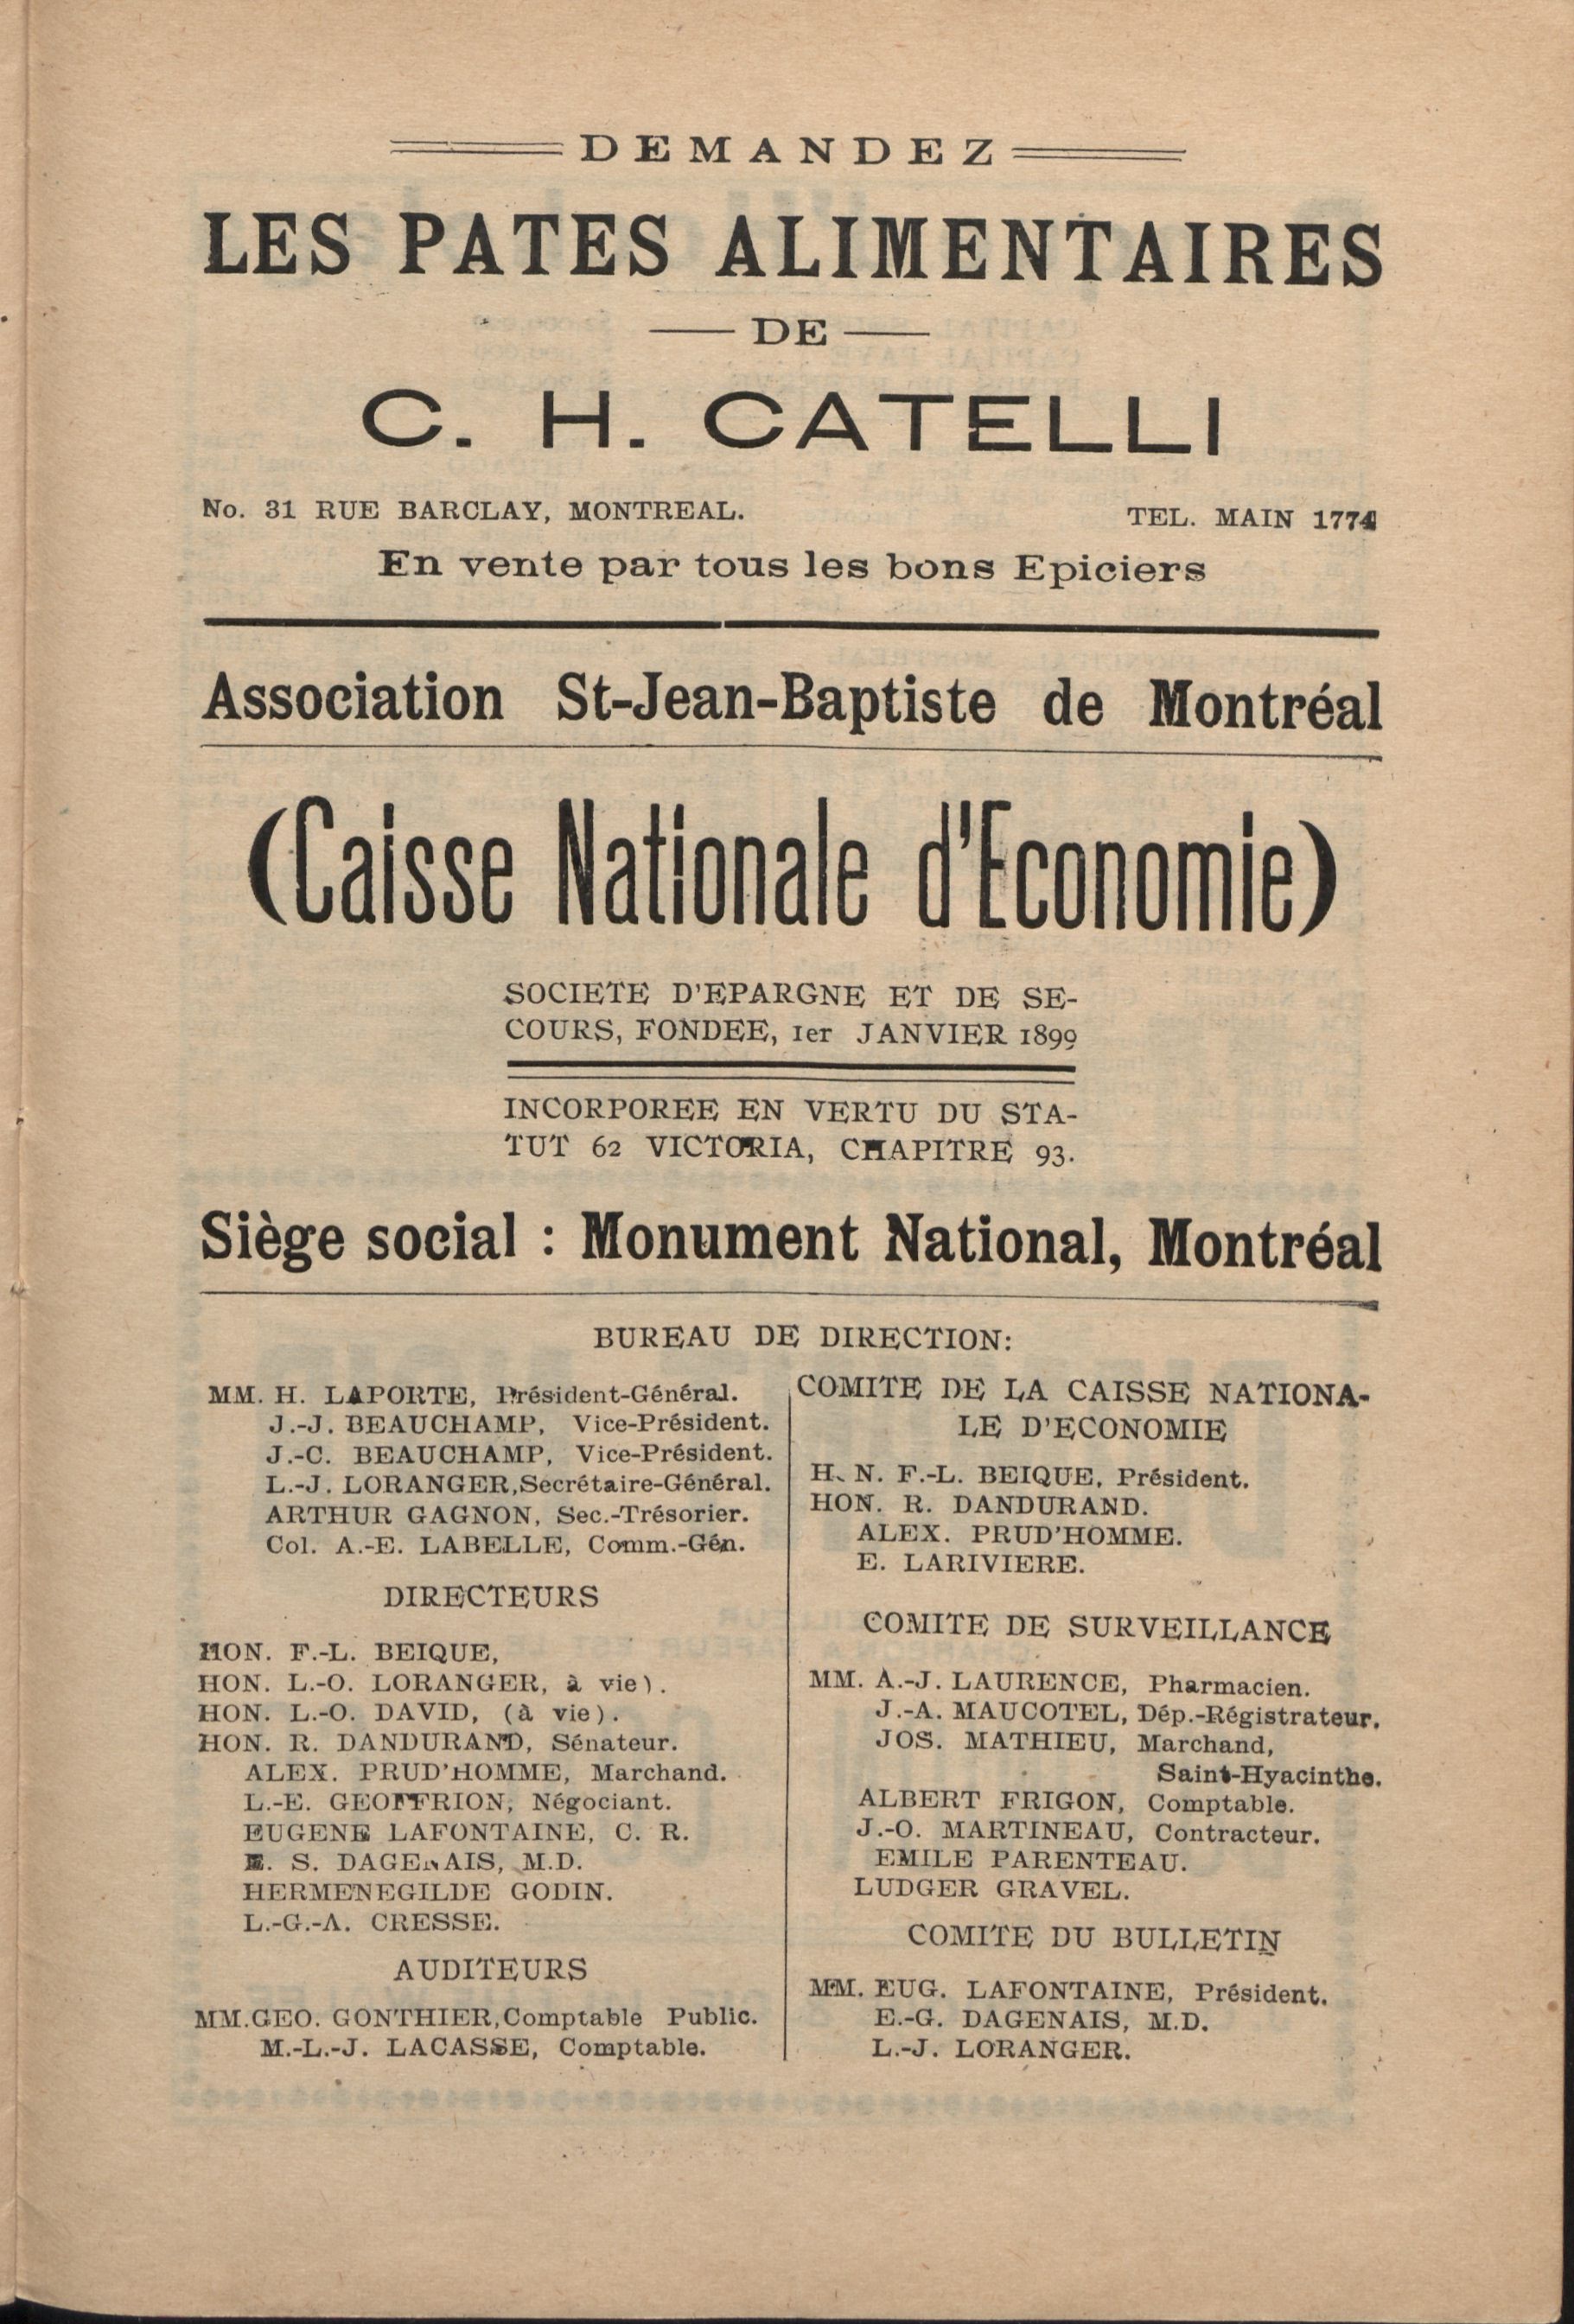 DEMANDEZ
LES PATES ALIMENTAIRES
DE
C. H. CATELLI
No. 31 RUE BARCLAY, MONTREAL. TEL. MAIN 1774
En vente par tous les bons Epiciers
Association St-Jean-Baptiste de Montréal
(Caisse Nationale d'Economie)
SOCIETE D'EPARGNE ET DE SE-
COURS, FONDEE, 1er JANVIER 1899
INCORPOREE EN VERTU DU STA-
TUT 62 VICTORIA, CHAPITRE 93.
Siège social : Monument National, Montréal
BUREAU DE DIRECTION:
MM. H. LAPORTE, Président-Général.
J.-J. BEAUCHAMP, Vice-Président.
J.-C. BEAUCHAMP, Vice-Président.
L.-J. LORANGER, Secrétaire-Général.
ARTHUR GAGNON, Sec.-Trésorier.
Col. A.-E. LABELLE, Comm.-Gén.
DIRECTEURS
HON. F.-L. BEIQUE,
HON. L.-O. LORANGER, à vie).
HON. L.-O. DAVID, (à vie).
HON. R. DANDURAND, Sénateur.
ALEX. PRUD'HOMME, Marchand.
L.-E. GEOFFRION, Négociant.
EUGENE LAFONTAINE, C. R.
S. DAGENAIS, M.D.
HERMENEGILDE GODIN.
L.-G.-A. CRESSE.
AUDITEURS
MM. GEO. GONTHIER, Comptable Public.
M.-L.-J. LACASSE, Comptable.
COMITE DE LA CAISSE NATIONA-
LE D'ECONOMIE
H. N. F.-L. BEIQUE, Président.
HON. R. DANDURAND.
ALEX. PRUD'HOMME.
E. LARIVIERE.
COMITE DE SURVEILLANCE
MM. A.-J. LAURENCE, Pharmacien.
J.-A. MAUCOTEL, Dép.-Régistrateur.
JOS. MATHIEU, Marchand,
Saint-Hyacinthe.
ALBERT FRIGON, Comptable.
J.-O. MARTINEAU, Contracteur.
EMILE PARENTEAU.
LUDGER GRAVEL.
COMITE DU BULLETIN
MM. EUG. LAFONTAINE, Président.
E.-G. DAGENAIS, M.D.
L.-J. LORANGER.